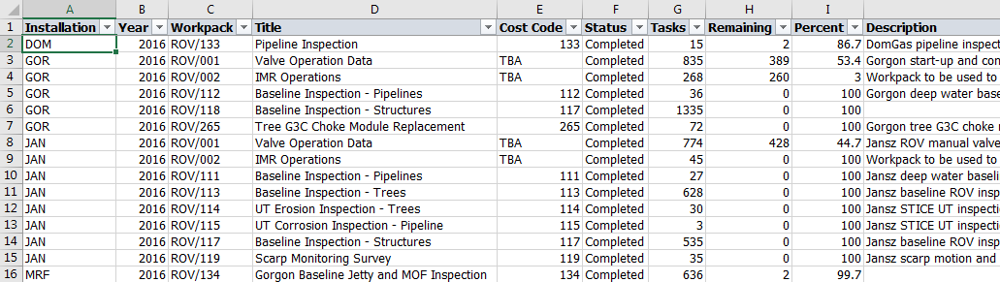 A B C D E F G H I
1 Installation Year Workpack Title Cost Code Status Tasks Remaining Percent Description
2 DOM 2016 ROV/133 Pipeline Inspection 133 Completed 15 2 86.7 DomGas pipeline inspect
3 GOR 2016 ROV/001 Valve Operation Data TBA Completed 835 389 53.4 Gorgon start-up and con
4 GOR 2016 ROV/002 IMR Operations TBA Completed 268 260 3 Workpack to be used to
5 GOR 2016 ROV/112 Baseline Inspection - Pipelines 112 Completed 36 0 100 Gorgon deep water base
6 GOR 2016 ROV/118 Baseline Inspection - Structures 117 Completed 1335 0 100
7 GOR 2016 ROV/265 Tree G3C Choke Module Replacement 265 Completed 72 0 100 Gorgon tree G3C choke
8 JAN 2016 ROV/001 Valve Operation Data TBA Completed 774 428 44.7 Jansz ROV manual valve
9 JAN 2016 ROV/002 IMR Operations TBA Completed 45 0 100 Workpack to be used to
10 JAN 2016 ROV/111 Baseline Inspection - Pipelines 111 Completed 27 0 100 Jansz deep water baseli
11 JAN 2016 ROV/113 Baseline Inspection - Trees 113 Completed 628 0 100 Jansz baseline ROV insp
12 JAN 2016 ROV/114 UT Erosion Inspection - Trees 114 Completed 30 0 100 Jansz STICE UT inspecti
13 JAN 2016 ROV/115 UT Corrosion Inspection - Pipeline 115 Completed 3 0 100 Jansz STICE UT inspecti
14 JAN 2016 ROV/117 Baseline Inspection - Structures 117 Completed 535 0 100 Jansz baseline ROV insp
15 JAN 2016 ROV/119 Scarp Monitoring Survey 119 Completed 35 0 100 Jansz scarp motion and
16 MRF 2016 ROV/134 Gorgon Baseline Jetty and MOF Inspection 134 Completed 636 2 99.7